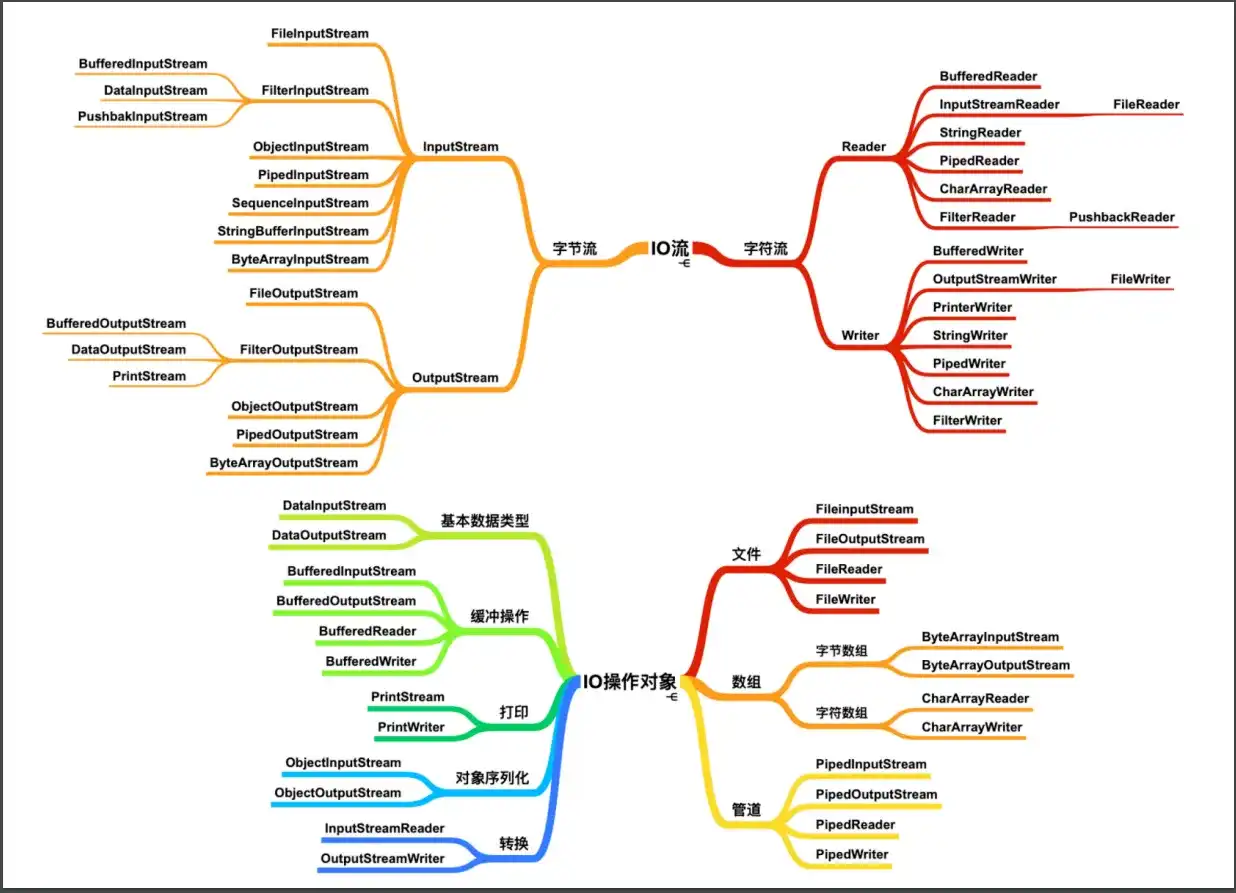 IO流
字节流
InputStream
FileInputStream
FilterInputStream
BufferedInputStream
DataInputStream
PushbakInputStream
ObjectInputStream
PipedInputStream
SequenceInputStream
StringBufferInputStream
ByteArrayInputStream
OutputStream
FileOutputStream
FilterOutputStream
BufferedOutputStream
DataOutputStream
PrintStream
ObjectOutputStream
PipedOutputStream
ByteArrayOutputStream
字符流
Reader
BufferedReader
InputStreamReader
FileReader
StringReader
PipedReader
CharArrayReader
FilterReader
PushbackReader
Writer
BufferedWriter
OutputStreamWriter
FileWriter
PrinterWriter
StringWriter
PipedWriter
CharArrayWriter
FilterWriter
IO操作对象
基本数据类型
DataInputStream
DataOutputStream
缓冲操作
BufferedInputStream
BufferedOutputStream
BufferedReader
BufferedWriter
打印
PrintStream
PrintWriter
对象序列化
ObjectInputStream
ObjectOutputStream
转换
InputStreamReader
OutputStreamWriter
文件
FileinputStream
FileOutputStream
FileReader
FileWriter
数组
字节数组
ByteArrayInputStream
ByteArrayOutputStream
字符数组
CharArrayReader
CharArrayWriter
管道
PipedInputStream
PipedOutputStream
PipedReader
PipedWriter